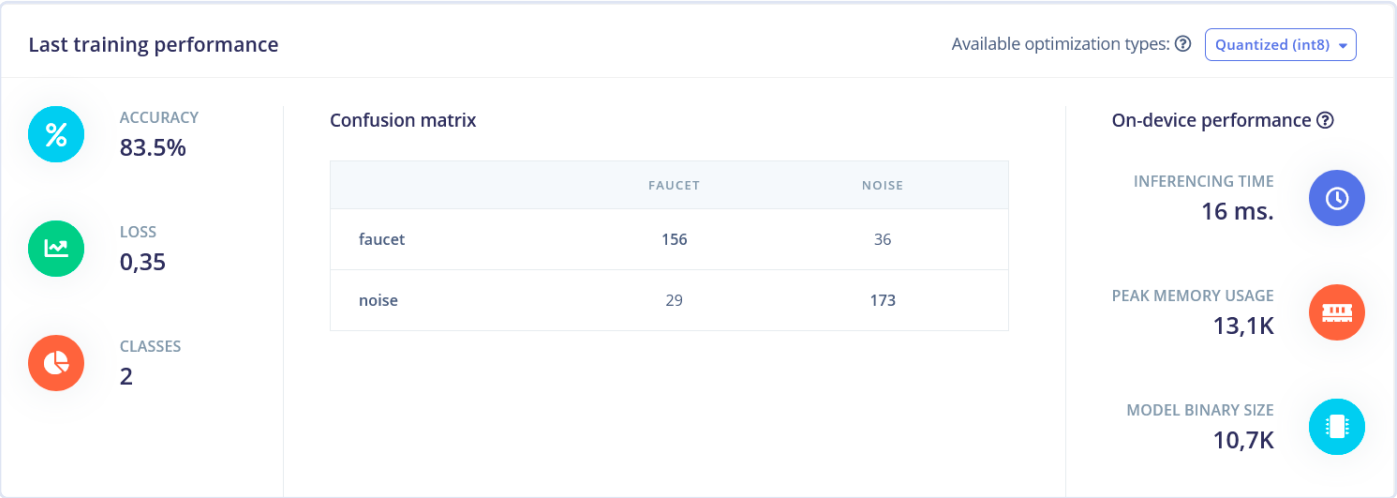 Last training performance
Available optimization types: Quantized (int8)
ACCURACY
83.5%
LOSS
0,35
CLASSES
2
Confusion matrix
FAUCET NOISE
faucet 156 36
noise 29 173
On-device performance
INFERENCING TIME
16 ms.
PEAK MEMORY USAGE
13,1K
MODEL BINARY SIZE
10,7K